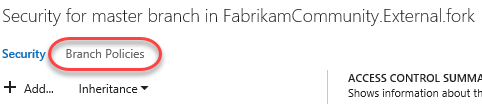 Security for master branch in FabrikamCommunity.External.fork
Security Branch Policies
+ Add... Inheritance
ACCESS CONTROL SUMMA
Shows information about th